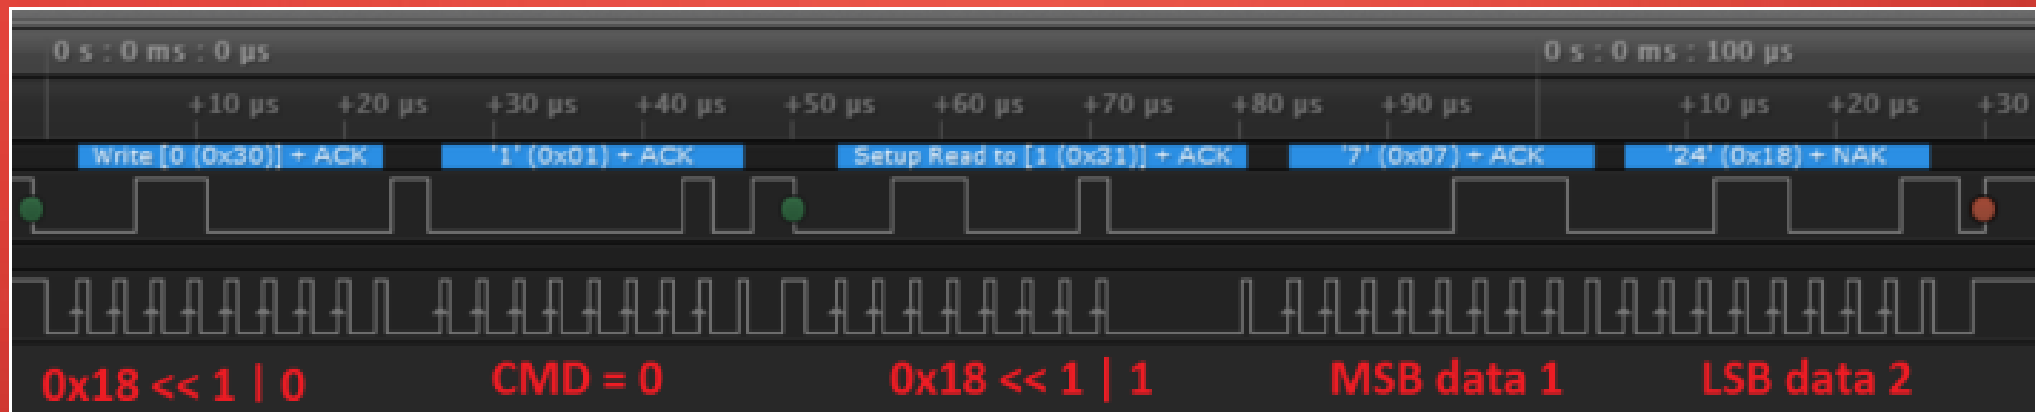 0 s : 0 ms : 0 µs 0 s : 0 ms : 100 µs
+10 µs +20 µs +30 µs +40 µs +50 µs +60 µs +70 µs +80 µs +90 µs +10 µs +20 µs +30
Write [0 (0x30)] + ACK '1' (0x01) + ACK Setup Read to [1 (0x31)] + ACK '7' (0x07) + ACK '24' (0x18) + NAK
0x18 << 1 | 0 CMD = 0 0x18 << 1 | 1 MSB data 1 LSB data 2